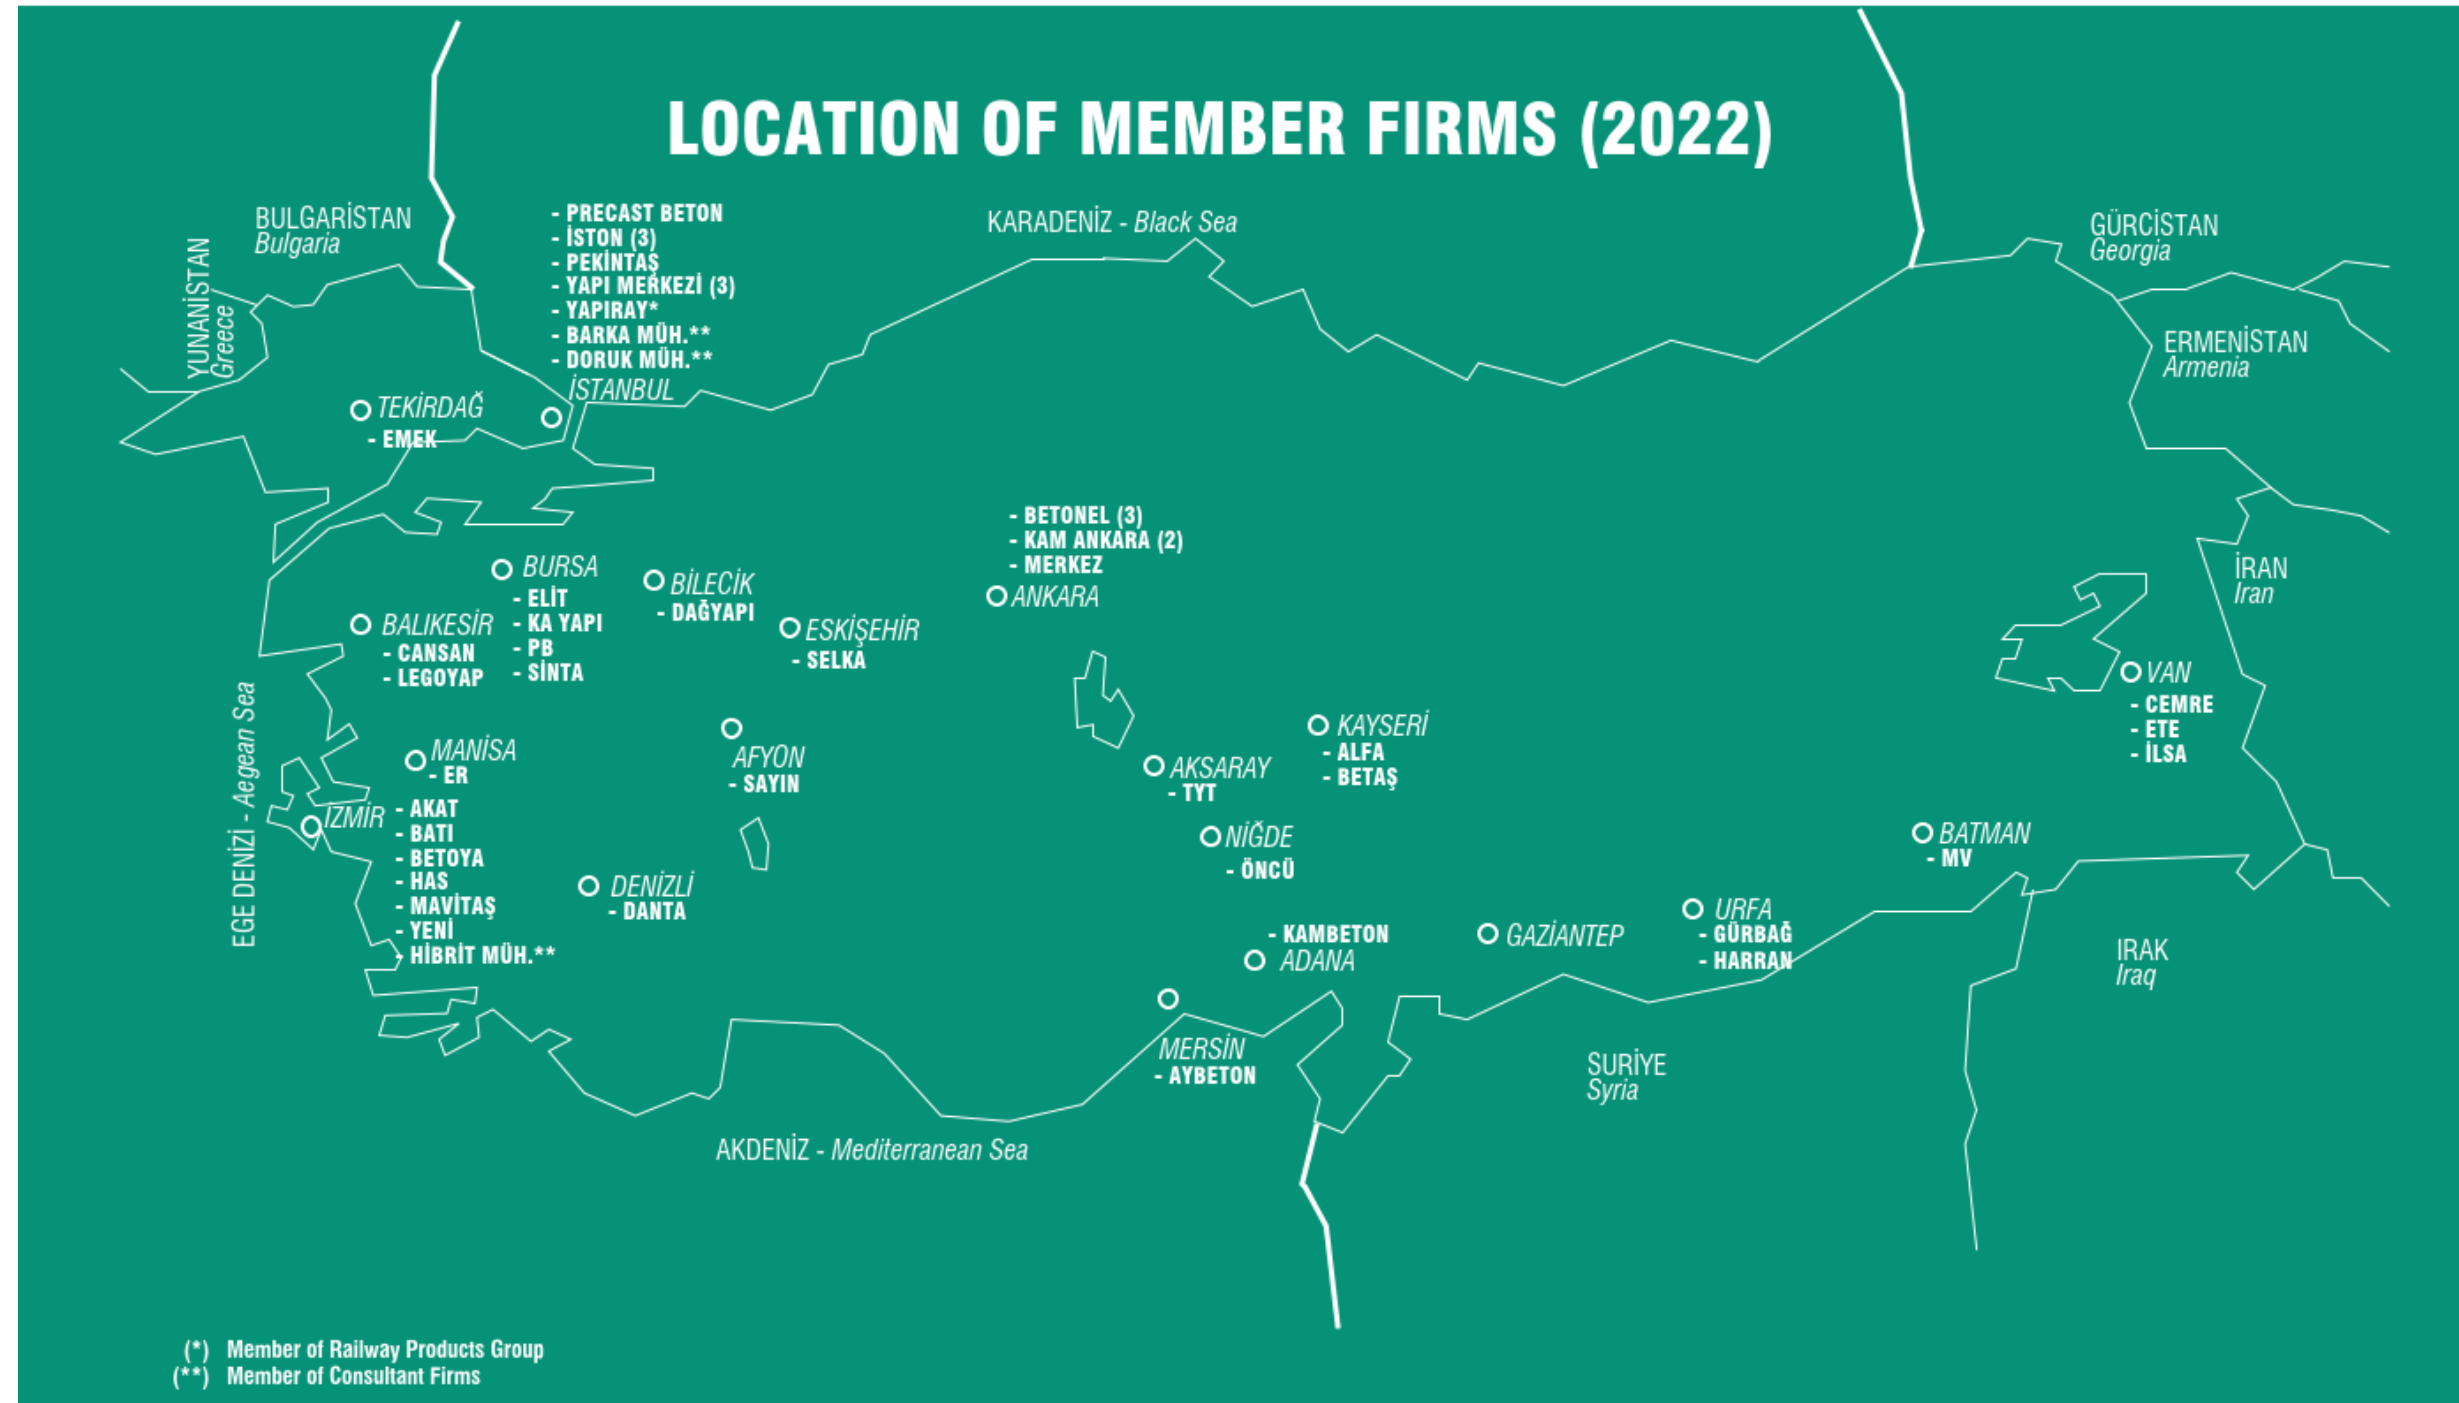 LOCATION OF MEMBER FIRMS (2022)
BULGARİSTAN
Bulgaria
YUNANİSTAN
Greece
- PRECAST BETON
- İSTON (3)
- PEKİNTAŞ
- YAPI MERKEZİ (3)
- YAPIRAY*
- BARKA MÜH.**
- DORUK MÜH.**
İSTANBUL
KARADENİZ - Black Sea
GÜRCİSTAN
Georgia
ERMENİSTAN
Armenia
TEKİRDAĞ
- EMEK
- BETONEL (3)
- KAM ANKARA (2)
- MERKEZ
ANKARA
İRAN
Iran
BURSA
- ELİT
- KA YAPI
- PB
- SİNTA
BİLECİK
- DAĞYAPI
BALIKESİR
- CANSAN
- LEGOYAP
ESKİŞEHİR
- SELKA
VAN
- CEMRE
- ETE
- İLSA
EGE DENİZİ - Aegean Sea
MANİSA
- ER
AFYON
- SAYIN
KAYSERİ
- ALFA
- BETAŞ
AKSARAY
- TYT
İZMİR
- AKAT
- BATI
- BETOYA
- HAS
- MAVİTAŞ
- YENİ
- HİBRİT MÜH.**
NİĞDE
- ÖNCÜ
BATMAN
- MV
DENİZLİ
- DANTA
- KAMBETON
ADANA
GAZİANTEP
URFA
- GÜRBAĞ
- HARRAN
IRAK
Iraq
MERSİN
- AYBETON
SURİYE
Syria
AKDENİZ - Mediterranean Sea
(*) Member of Railway Products Group
(**) Member of Consultant Firms